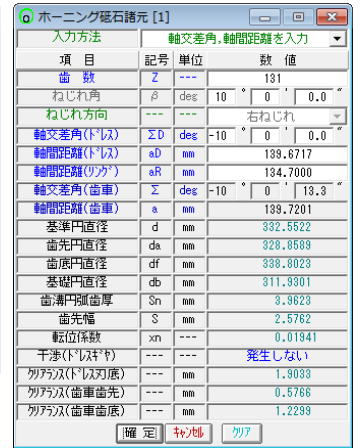 ホーニング砥石諸元 [1]
入力方法 軸交差角,軸間距離を入力
項 目 記号 単位 数 値
歯 数 Z --- 131
ねじれ角 β deg 10 ° 0 ' 0.0 "
ねじれ方向 --- --- 右ねじれ
軸交差角(ドレス) ΣD deg -10 ° 0 ' 0.0 "
軸間距離(ドレス) aD mm 139.6717
軸間距離(リング) aR mm 134.7000
軸交差角(歯車) Σ deg -10 ° 0 ' 13.3 "
軸間距離(歯車) a mm 139.7201
基準円直径 d mm 332.5522
歯先円直径 da mm 328.8589
歯底円直径 df mm 338.8023
基礎円直径 db mm 311.9301
歯溝円弧歯厚 Sn mm 3.9623
歯先幅 S mm 2.5762
転位係数 xn --- 0.01941
干渉(ドレスギヤ) --- --- 発生しない
クリアランス(ドレス刃底) --- mm 1.9033
クリアランス(歯車歯先) --- mm 0.5766
クリアランス(歯車歯底) --- mm 1.2299
確 定 キャンセル クリア